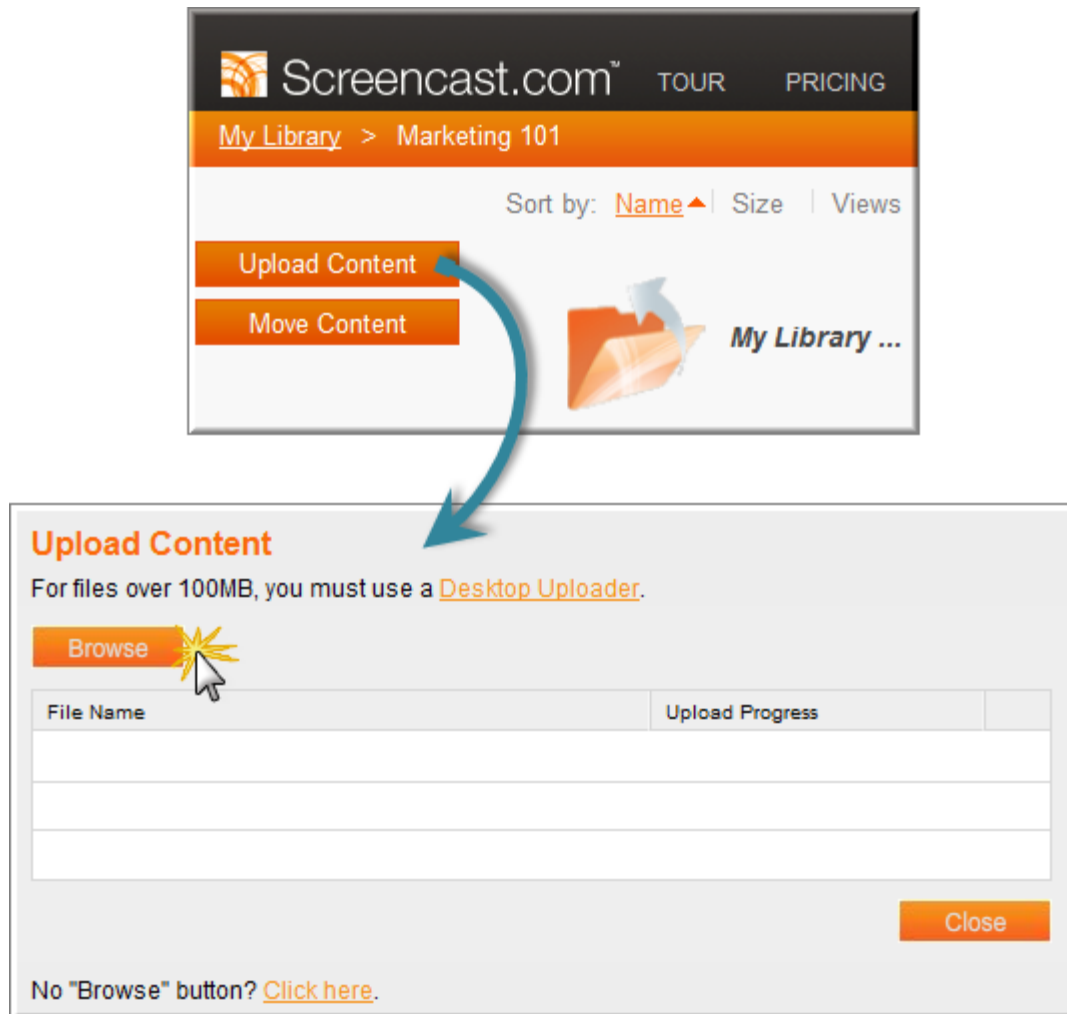 Screencast.com™ TOUR PRICING
My Library > Marketing 101
Sort by: Name Size Views
Upload Content
Move Content
My Library ...
Upload Content
For files over 100MB, you must use a Desktop Uploader.
Browse
File Name Upload Progress
Close
No "Browse" button? Click here.